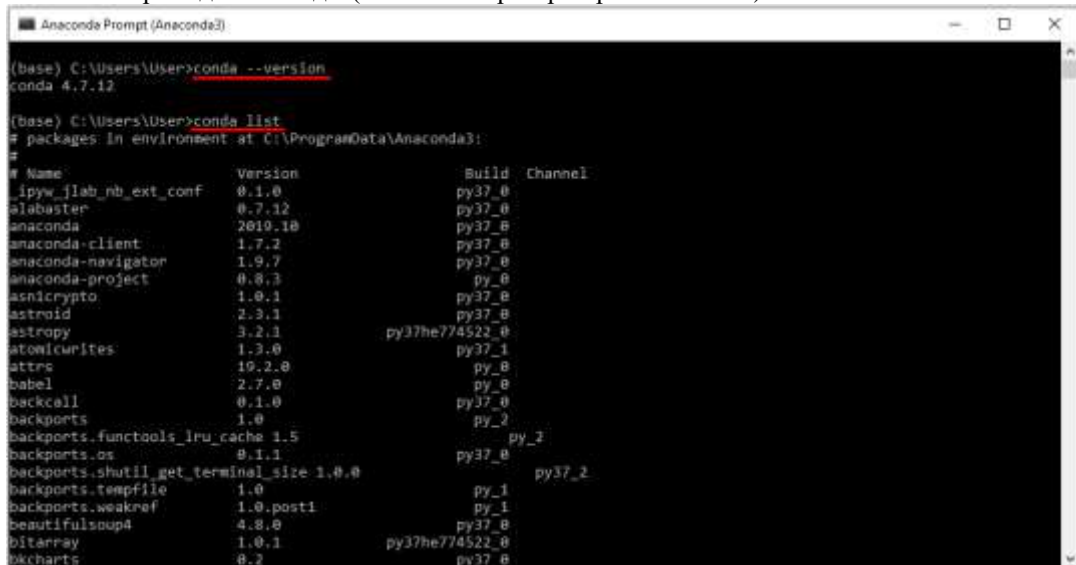 Anaconda Prompt (Anaconda3)
(base) C:\Users\User>conda --version
conda 4.7.12
(base) C:\Users\User>conda list
# packages in environment at C:\ProgramData\Anaconda3:
#
# Name Version Build Channel
_ipyw_jlab_nb_ext_conf 0.1.0 py37_0
alabaster 0.7.12 py37_0
anaconda 2019.10 py37_0
anaconda-client 1.7.2 py37_0
anaconda-navigator 1.9.7 py37_0
anaconda-project 0.8.3 py_0
asn1crypto 1.0.1 py37_0
astroid 2.3.1 py37_0
astropy 3.2.1 py37he774522_0
atomicwrites 1.3.0 py37_1
attrs 19.2.0 py_0
babel 2.7.0 py_0
backcall 0.1.0 py37_0
backports 1.0 py_2
backports.functools_lru_cache 1.5 py_2
backports.os 0.1.1 py37_0
backports.shutil_get_terminal_size 1.0.0 py37_2
backports.tempfile 1.0 py_1
backports.weakref 1.0.post1 py_1
beautifulsoup4 4.8.0 py37_0
bitarray 1.0.1 py37he774522_0
bkcharts 0.2 py37_0